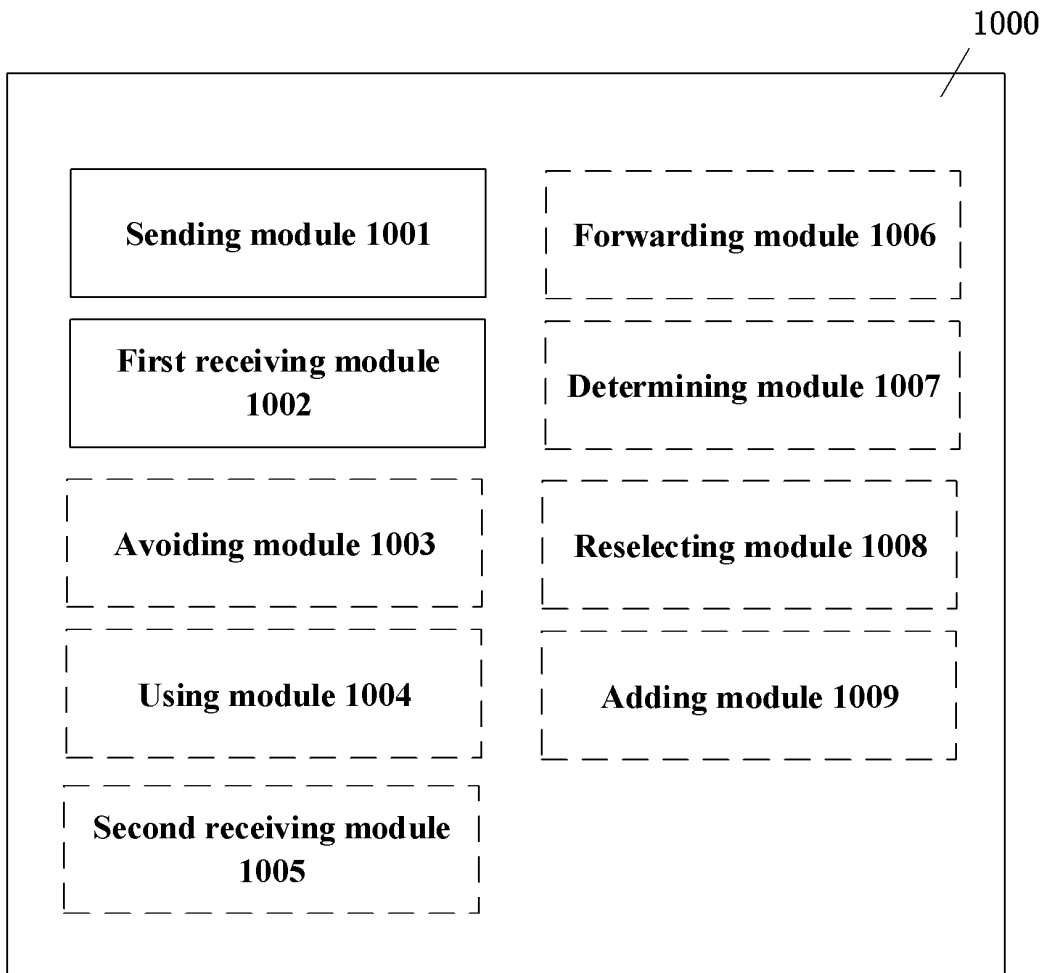 1000
Sending module 1001
First receiving module
1002
Avoiding module 1003
Using module 1004
Second receiving module
1005
Forwarding module 1006
Determining module 1007
Reselecting module 1008
Adding module 1009